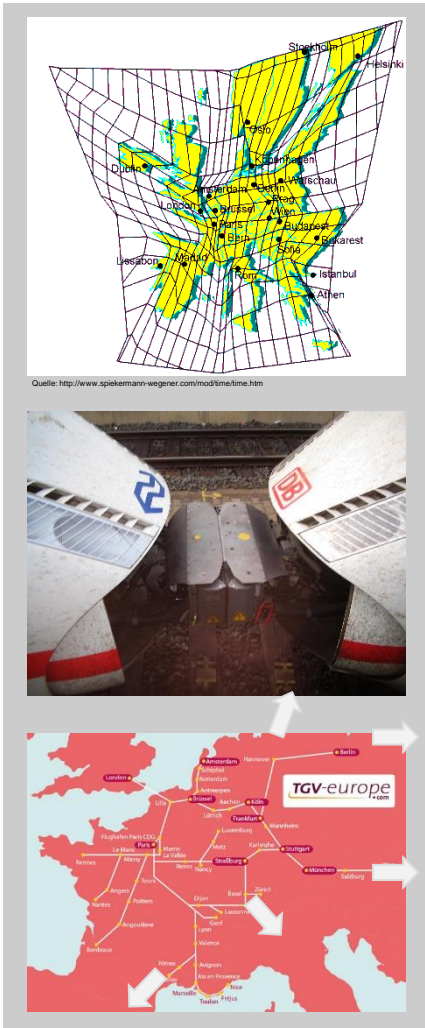 Stockholm
Helsinki
Oslo
Kopenhagen
Dublin
Warschau
Amsterdam
Berlin
London
Brüssel
Prag
Wien
Paris
Budapest
Bern
Sofia
Bukarest
Lissabon
Madrid
Rom
Istanbul
Athen
Quelle: http://www.spiekermann-wegener.com/mod/time/time.htm
DB
Amsterdam
Schiphol
Rotterdam
Hannover
Berlin
London
Antwerpen
TGV-europe
.com
Lille
Brüssel
Aachen
Köln
Lüttich
Frankfurt
Mannheim
Flughafen Paris CDG
Luxemburg
Paris
Le Mans
Marne
La Vallée
Metz
Karlsruhe
Stuttgart
Rennes
Massy
Reims
Nancy
Straßburg
München
Salzburg
Tours
Angers
Nantes
Poitiers
Dijon
Basel
Zürich
Lausanne
Genf
Angoulême
Lyon
Bordeaux
Valence
Nîmes
Avignon
Aix en Provence
Marseille
Nice
Toulon
Fréjus